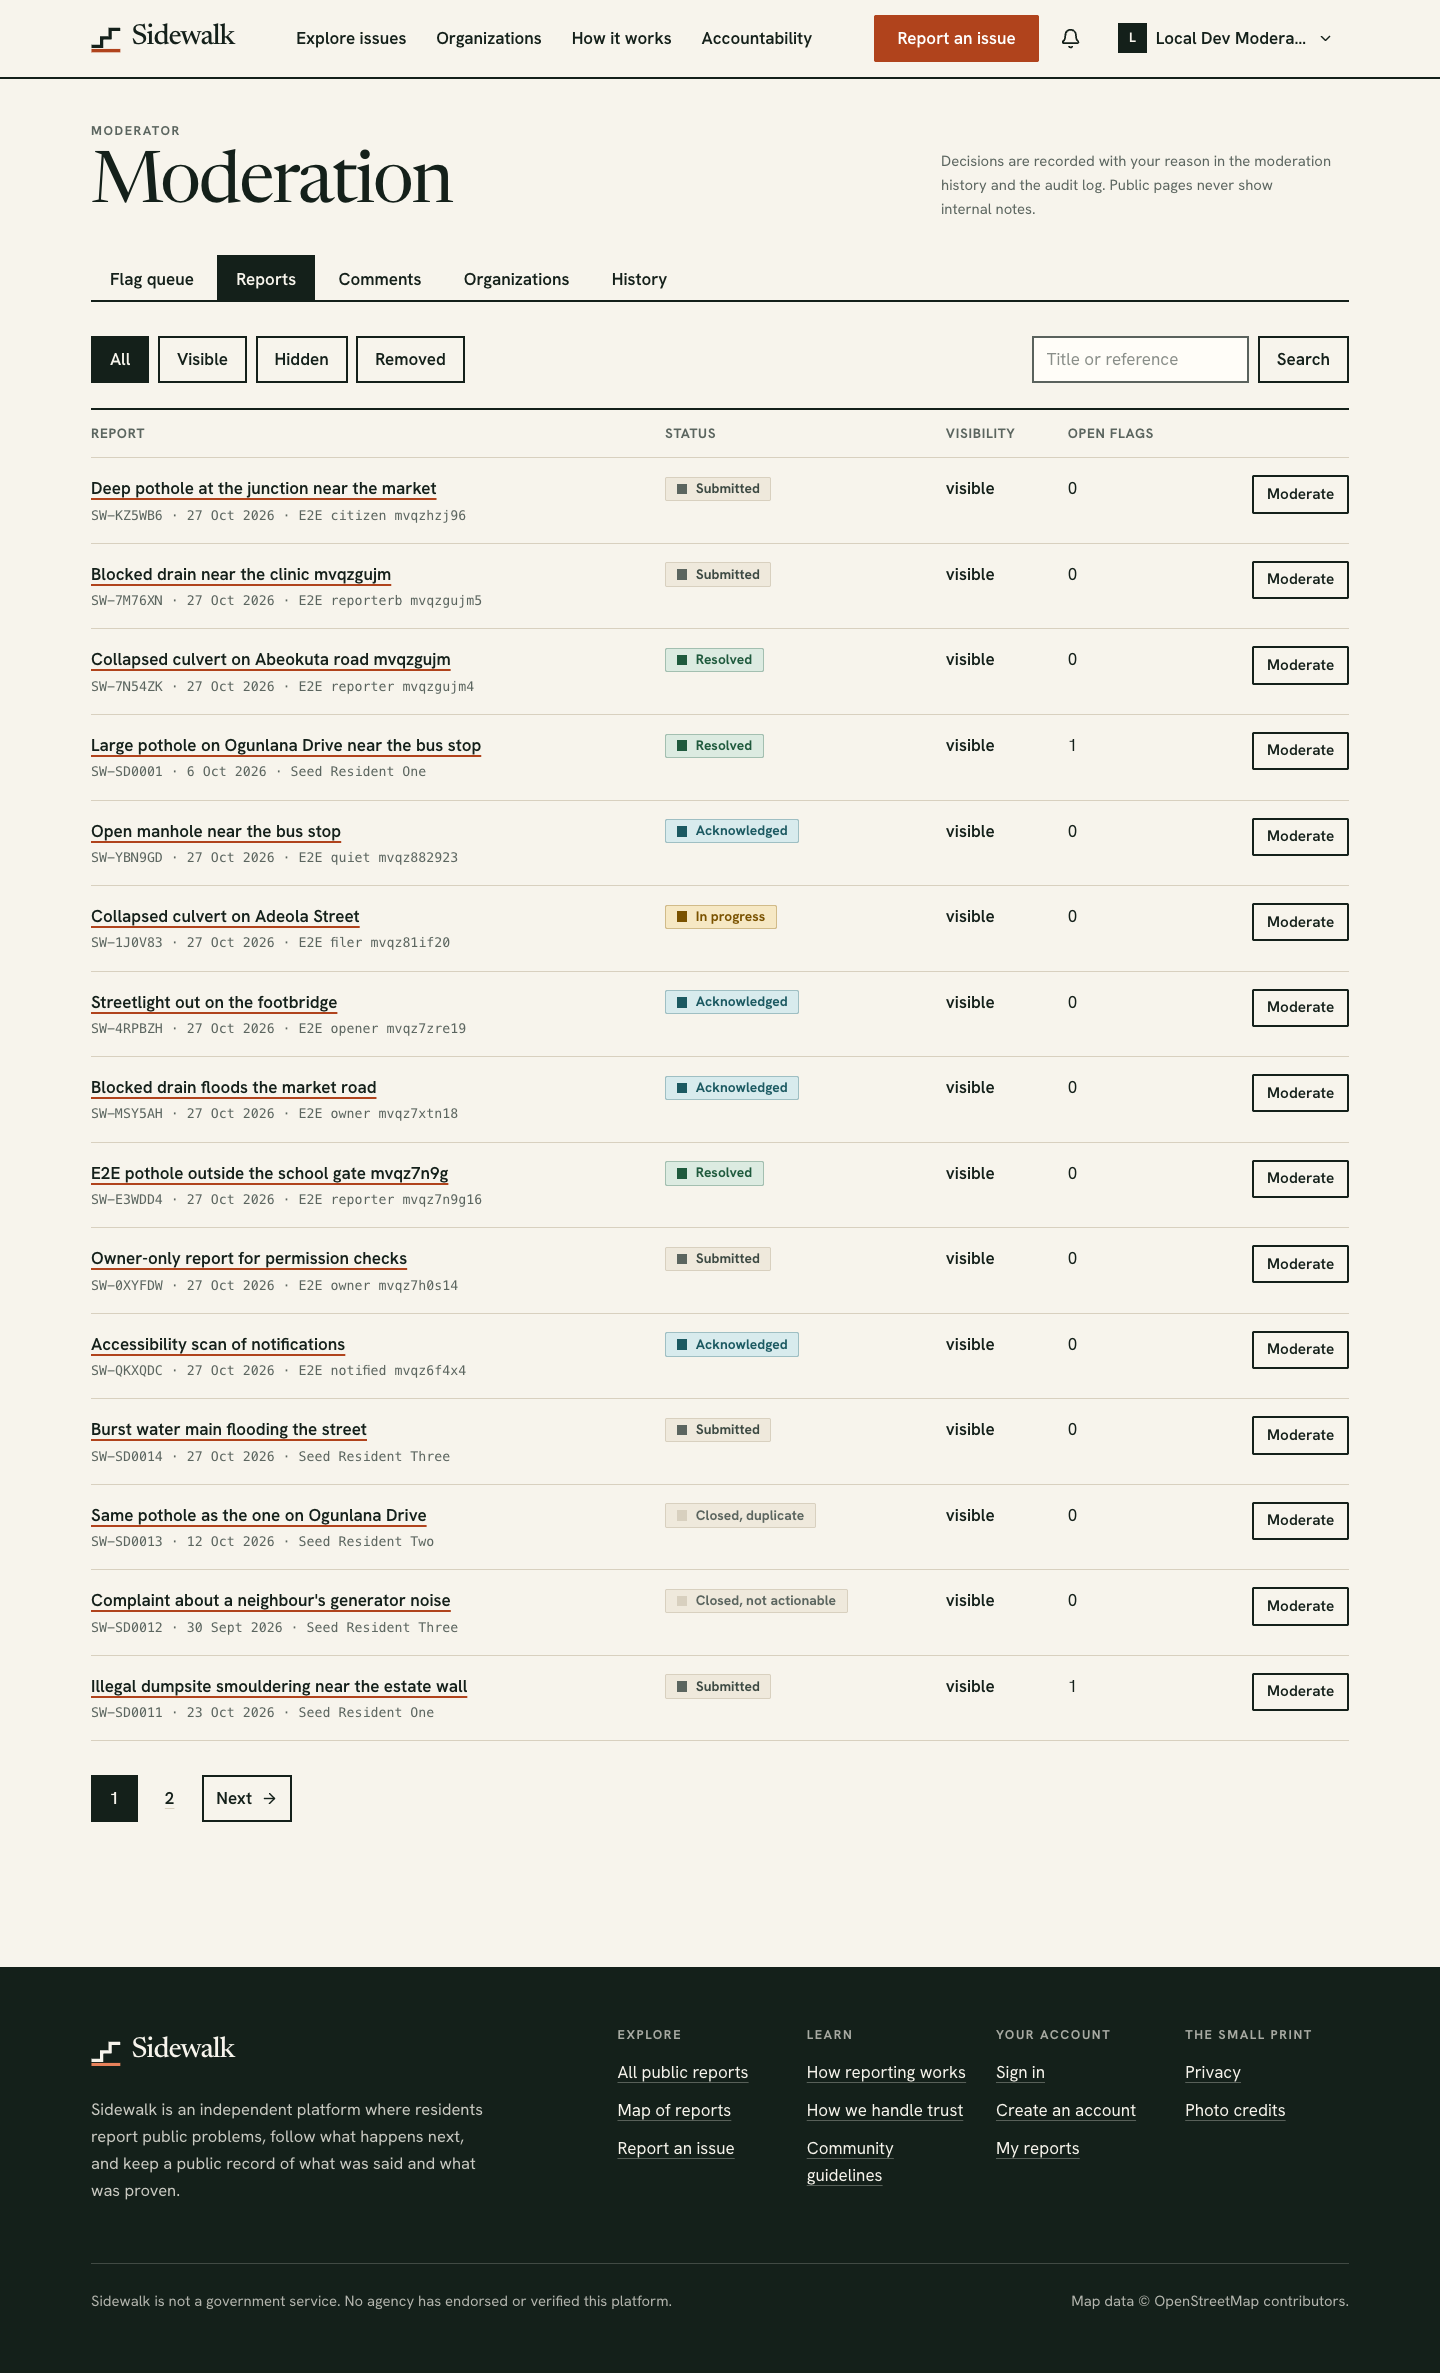 Sidewalk
Explore issues Organizations How it works Accountability Report an issue L Local Dev Modera...
MODERATOR
Moderation
Decisions are recorded with your reason in the moderation
history and the audit log. Public pages never show
internal notes.
Flag queue Reports Comments Organizations History
All Visible Hidden Removed Title or reference Search
REPORT STATUS VISIBILITY OPEN FLAGS
Deep pothole at the junction near the market Submitted visible 0 Moderate
SW-KZ5WB6 · 27 Oct 2026 · E2E citizen mvqzhzj96
Blocked drain near the clinic mvqzgujm Submitted visible 0 Moderate
SW-7M76XN · 27 Oct 2026 · E2E reporterb mvqzgujm5
Collapsed culvert on Abeokuta road mvqzgujm Resolved visible 0 Moderate
SW-7N54ZK · 27 Oct 2026 · E2E reporter mvqzgujm4
Large pothole on Ogunlana Drive near the bus stop Resolved visible 1 Moderate
SW-SD0001 · 6 Oct 2026 · Seed Resident One
Open manhole near the bus stop Acknowledged visible 0 Moderate
SW-YBN9GD · 27 Oct 2026 · E2E quiet mvqz882923
Collapsed culvert on Adeola Street In progress visible 0 Moderate
SW-1J0V83 · 27 Oct 2026 · E2E filer mvqz81if20
Streetlight out on the footbridge Acknowledged visible 0 Moderate
SW-4RPBZH · 27 Oct 2026 · E2E opener mvqz7zre19
Blocked drain floods the market road Acknowledged visible 0 Moderate
SW-MSY5AH · 27 Oct 2026 · E2E owner mvqz7xtn18
E2E pothole outside the school gate mvqz7n9g Resolved visible 0 Moderate
SW-E3WDD4 · 27 Oct 2026 · E2E reporter mvqz7n9g16
Owner-only report for permission checks Submitted visible 0 Moderate
SW-0XYFDW · 27 Oct 2026 · E2E owner mvqz7h0s14
Accessibility scan of notifications Acknowledged visible 0 Moderate
SW-QKXQDC · 27 Oct 2026 · E2E notified mvqz6f4x4
Burst water main flooding the street Submitted visible 0 Moderate
SW-SD0014 · 27 Oct 2026 · Seed Resident Three
Same pothole as the one on Ogunlana Drive Closed, duplicate visible 0 Moderate
SW-SD0013 · 12 Oct 2026 · Seed Resident Two
Complaint about a neighbour's generator noise Closed, not actionable visible 0 Moderate
SW-SD0012 · 30 Sept 2026 · Seed Resident Three
Illegal dumpsite smouldering near the estate wall Submitted visible 1 Moderate
SW-SD0011 · 23 Oct 2026 · Seed Resident One
1 2 Next →
Sidewalk
Sidewalk is an independent platform where residents
report public problems, follow what happens next,
and keep a public record of what was said and what
was proven.
EXPLORE
All public reports
Map of reports
Report an issue
LEARN
How reporting works
How we handle trust
Community
guidelines
YOUR ACCOUNT
Sign in
Create an account
My reports
THE SMALL PRINT
Privacy
Photo credits
Sidewalk is not a government service. No agency has endorsed or verified this platform.
Map data © OpenStreetMap contributors.